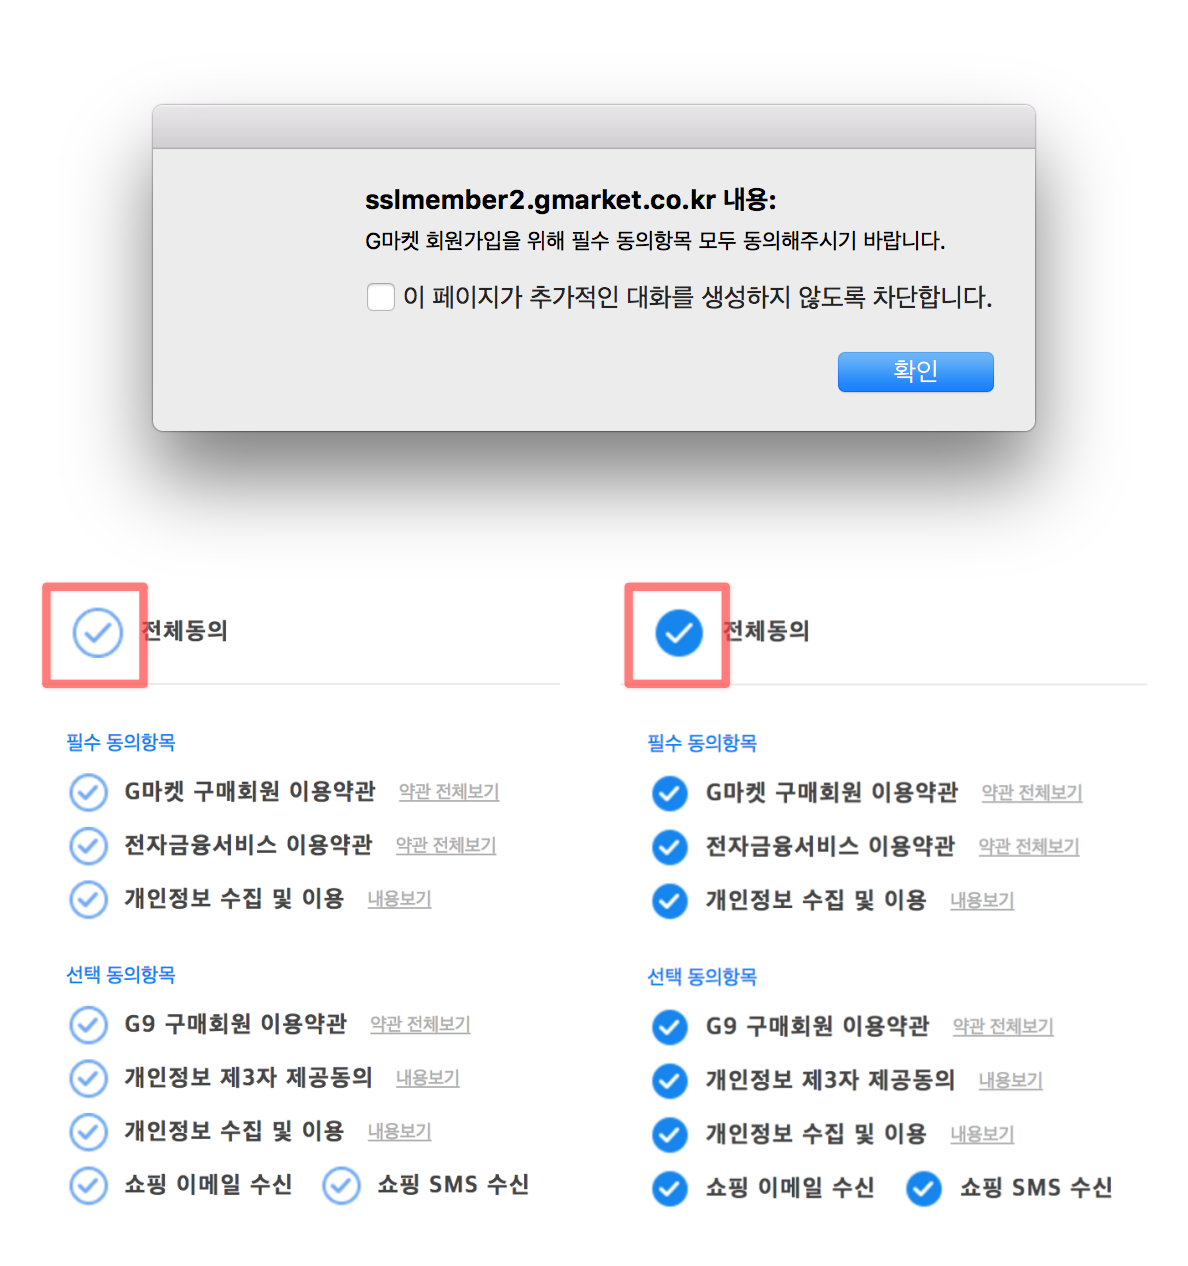 sslmember2.gmarket.co.kr 내용:
G마켓 회원가입을 위해 필수 동의항목 모두 동의해주시기 바랍니다.
이 페이지가 추가적인 대화를 생성하지 않도록 차단합니다.
확인
전체동의
필수 동의항목
G마켓 구매회원 이용약관 약관 전체보기
전자금융서비스 이용약관 약관 전체보기
개인정보 수집 및 이용 내용보기
선택 동의항목
G9 구매회원 이용약관 약관 전체보기
개인정보 제3자 제공동의 내용보기
개인정보 수집 및 이용 내용보기
쇼핑 이메일 수신 쇼핑 SMS 수신
전체동의
필수 동의항목
G마켓 구매회원 이용약관 약관 전체보기
전자금융서비스 이용약관 약관 전체보기
개인정보 수집 및 이용 내용보기
선택 동의항목
G9 구매회원 이용약관 약관 전체보기
개인정보 제3자 제공동의 내용보기
개인정보 수집 및 이용 내용보기
쇼핑 이메일 수신 쇼핑 SMS 수신